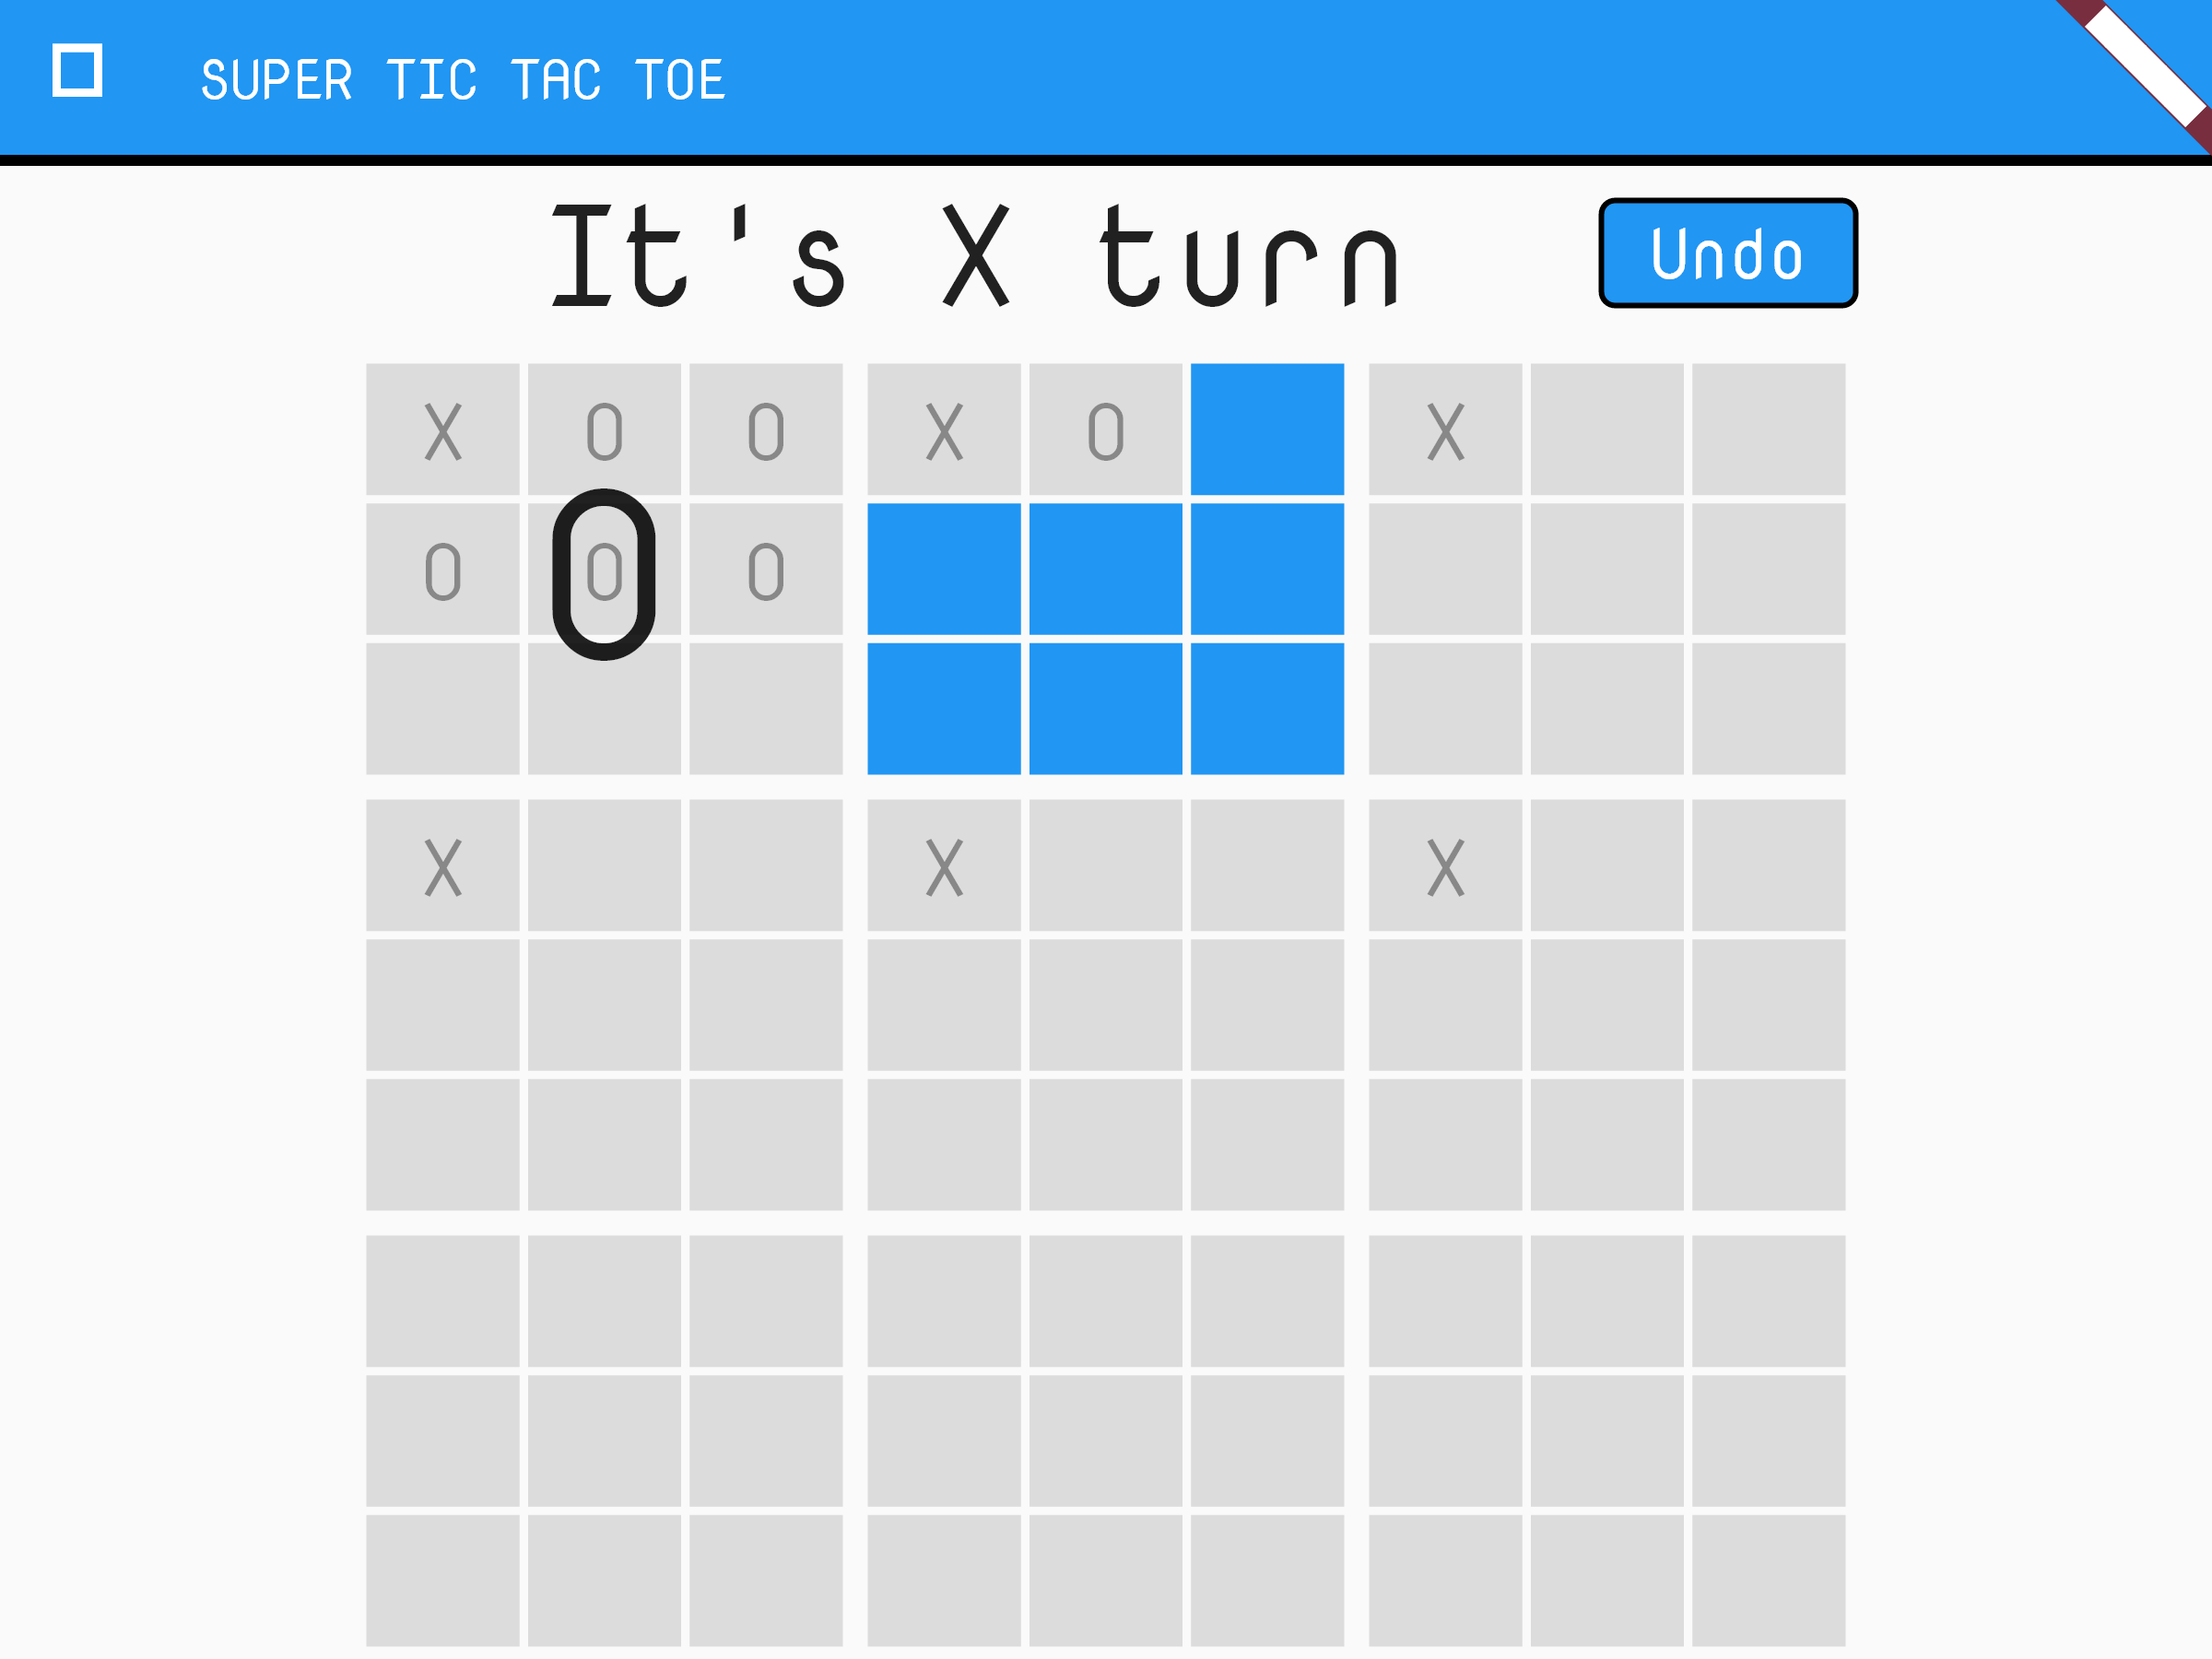 SUPER TIC TAC TOE
It's X turn
Undo
X O O X O X
O O O
O
X X X